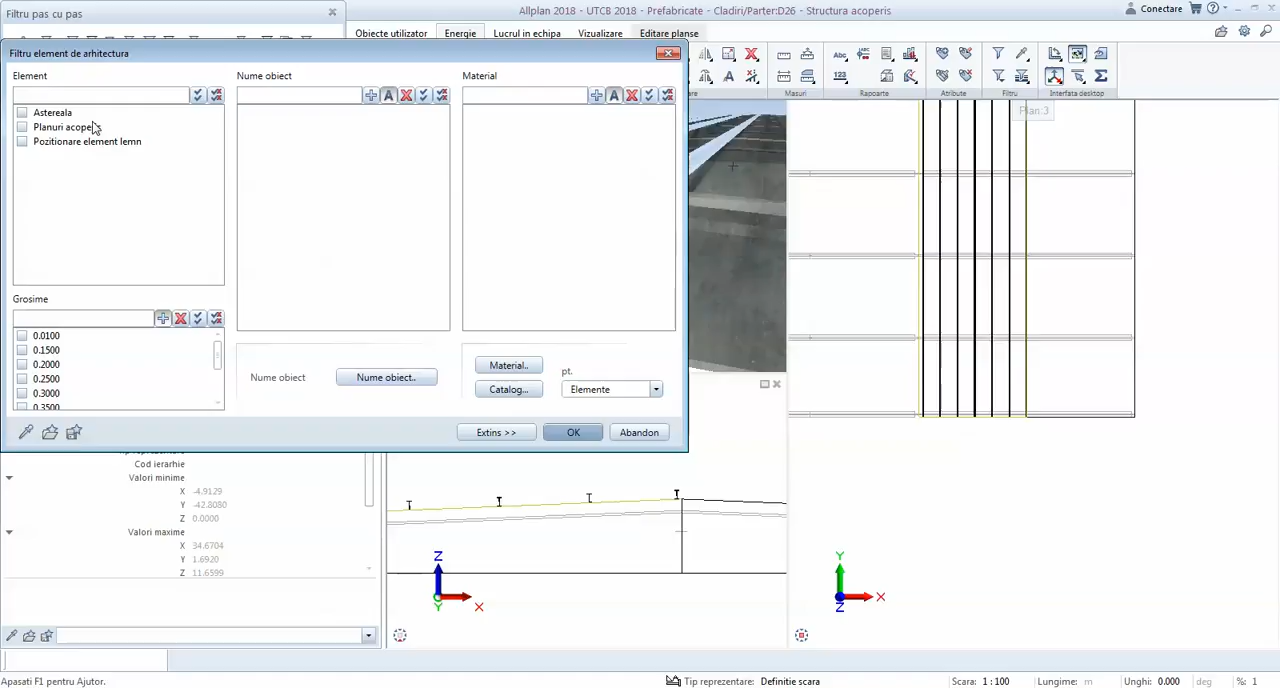 Filtru pas cu pas
Allplan 2018 - UTCB 2018 - Prefabricate - Cladiri/Parter:D26 - Structura acoperis
Conectare
Obiecte utilizator
Energie
Lucrul in echipa
Vizualizare
Editare planse
Masuri
Rapoarte
Atribute
Filtru
Interfata desktop
Plan:3
Filtru element de arhitectura
Element
Nume obiect
Material
Astereala
Pozitionare element lemn
Grosime
0.0100
0.1500
0.2000
0.2500
0.3000
0.3500
Nume obiect
Nume obiect..
Material..
Catalog...
pt.
Elemente
Extins >>
OK
Abandon
Cod ierarhie
Valori minime
X -4.9129
Y -42.8080
Z 0.0000
Valori maxime
X 34.6704
Y 1.6920
Z 11.6599
Z
Y
X
Y
Z
X
Apasati F1 pentru Ajutor.
Tip reprezentare: Definitie scara
Scara: 1 : 100
Lungime: m
Unghi: 0.000 deg
%: 1